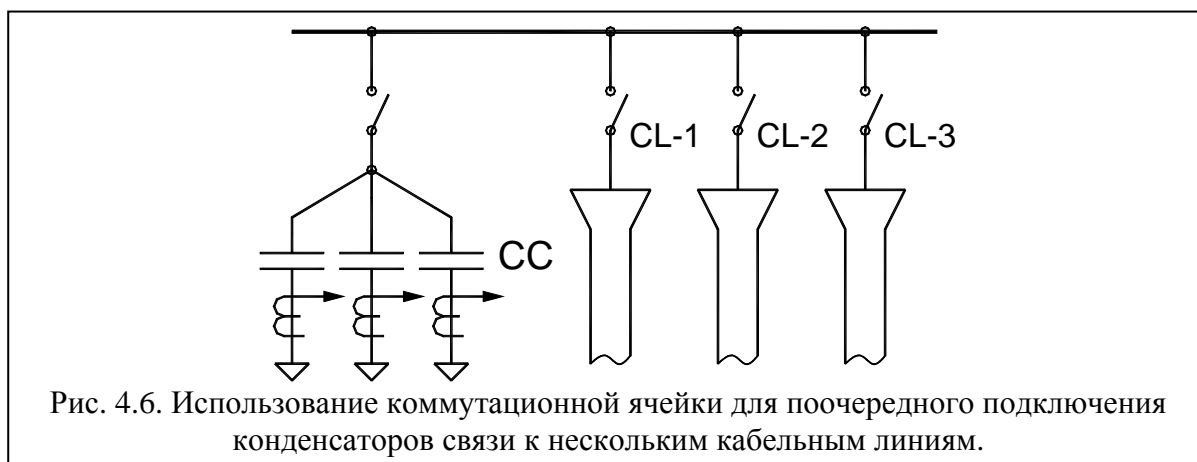 CL-1
CL-2
CL-3
CC
Рис. 4.6. Использование коммутационной ячейки для поочередного подключения
конденсаторов связи к нескольким кабельным линиям.